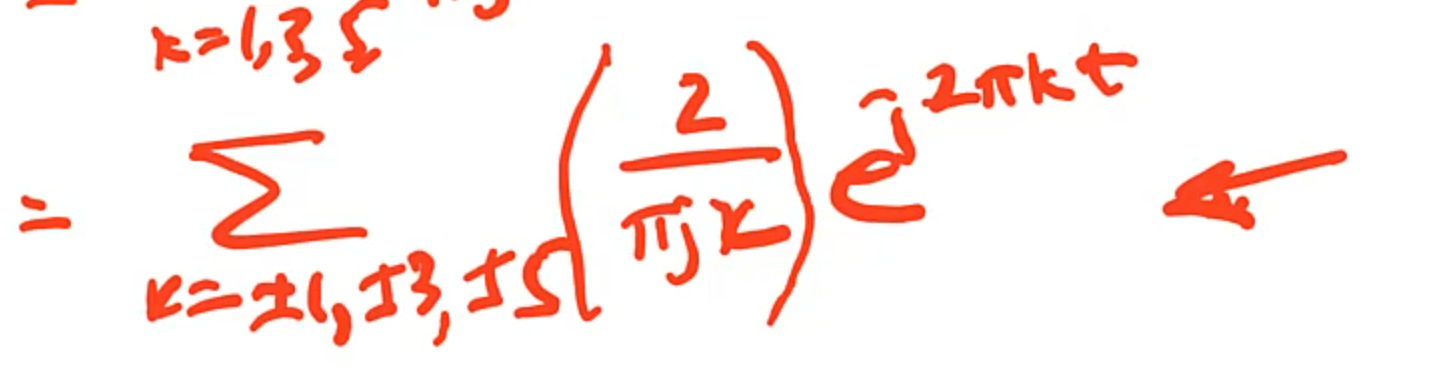 k=1,3,5
= Σ ( 2 / πjk ) e^{j2πkt} ←
k=±1,±3,±5